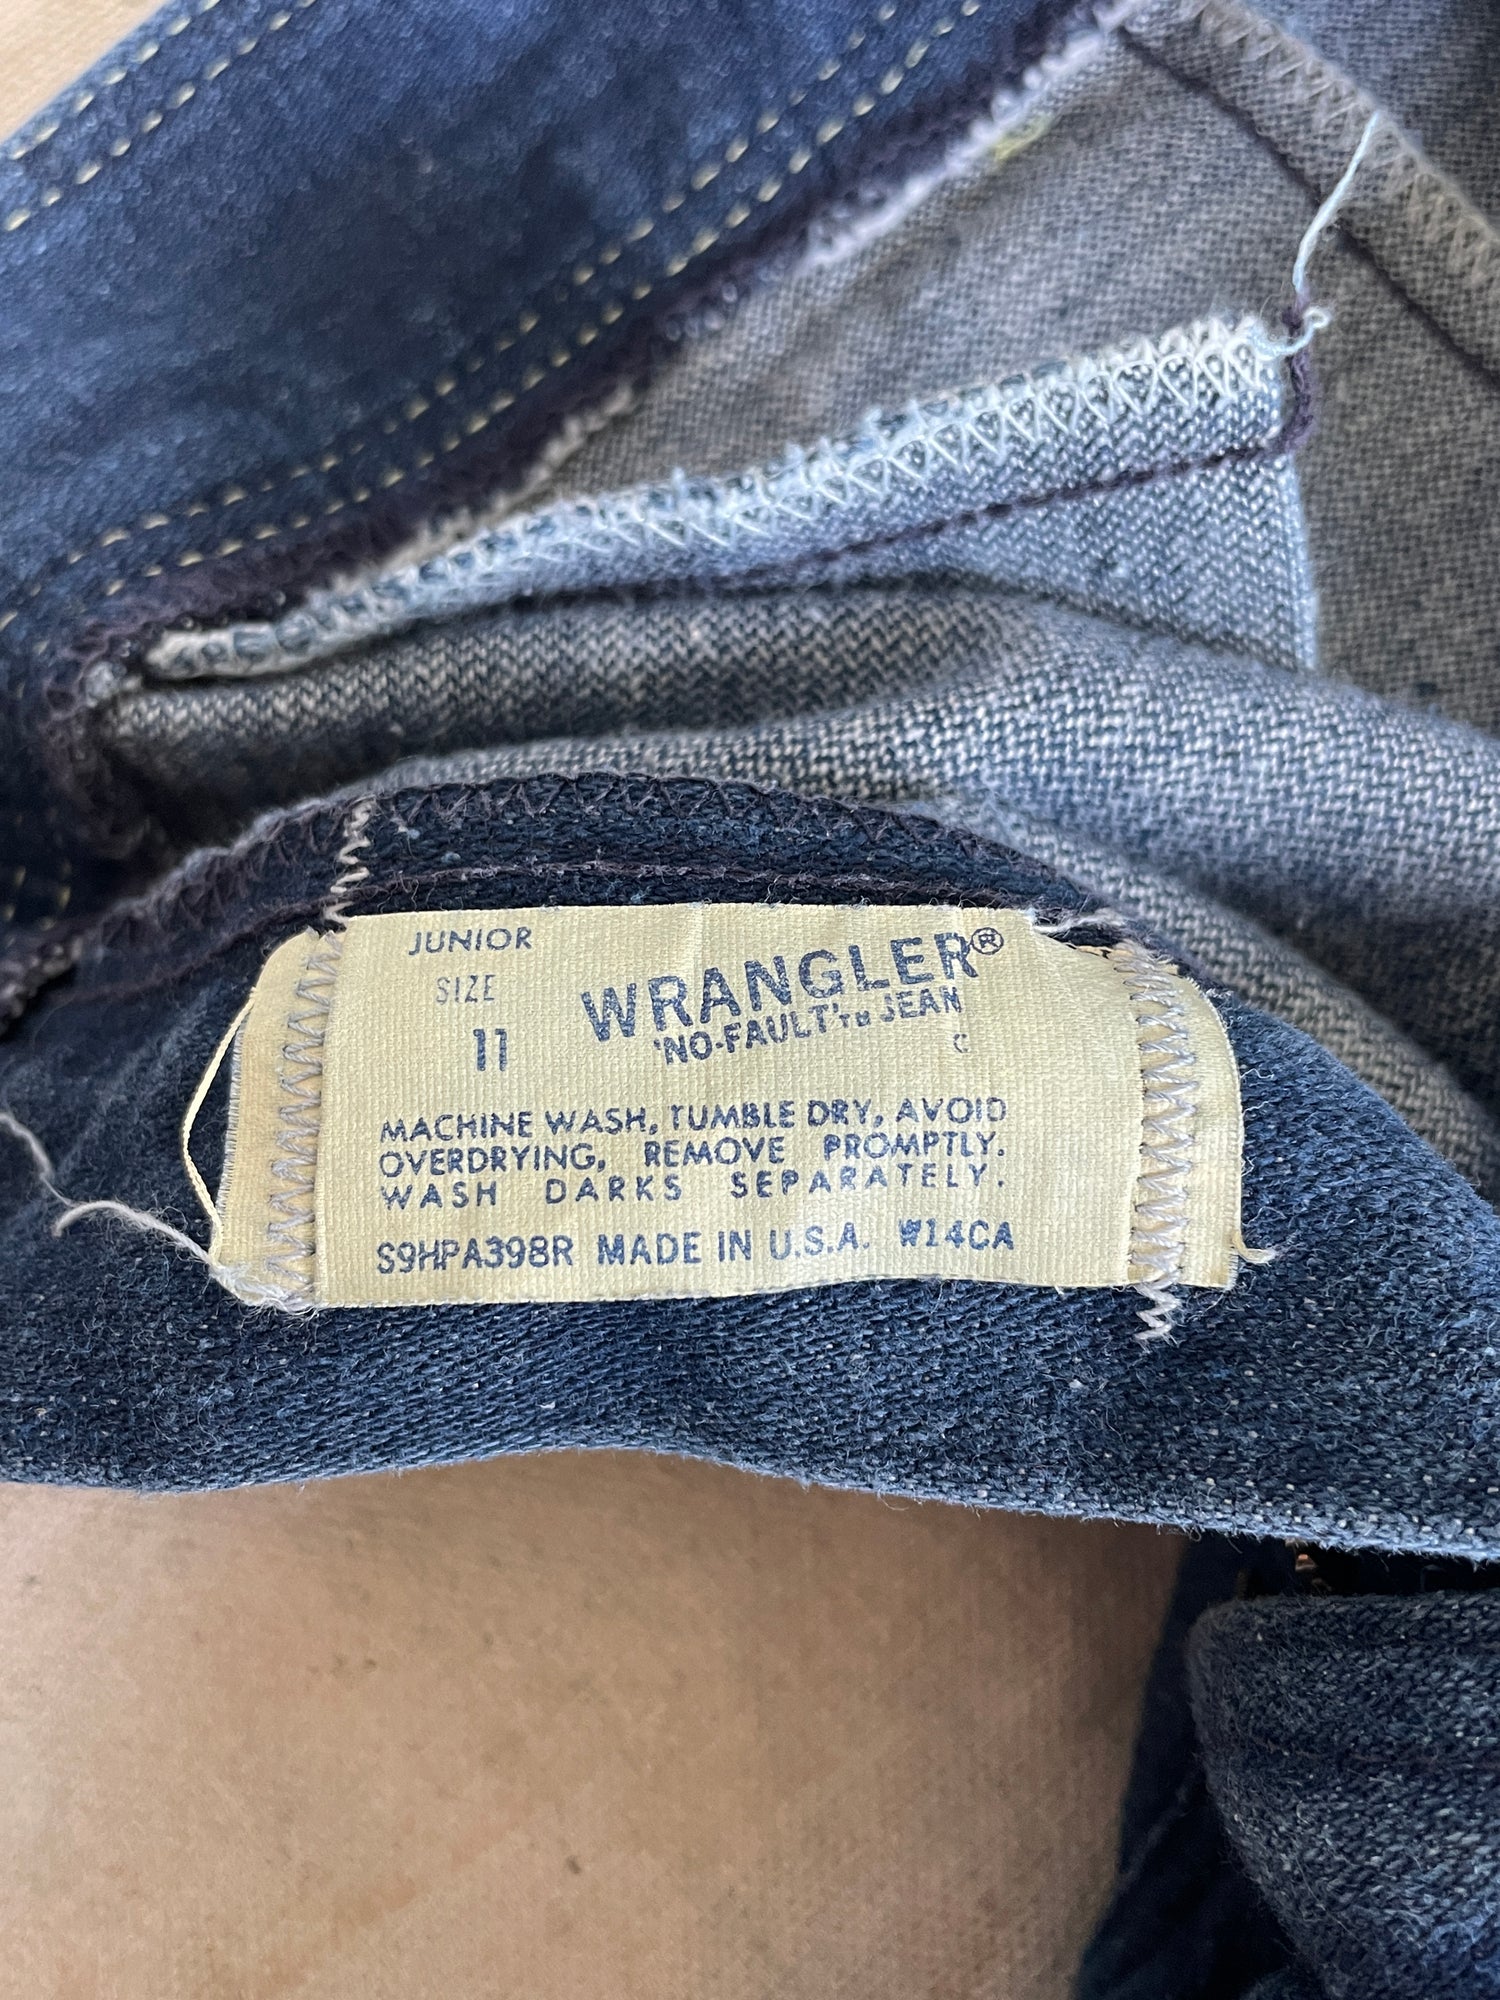 JUNIOR
SIZE
11
WRANGLER®
'NO-FAULT' TB JEAN
C
MACHINE WASH, TUMBLE DRY, AVOID
OVERDRYING, REMOVE PROMPTLY.
WASH DARKS SEPARATELY.
S9HPA398R MADE IN U.S.A. W14CA